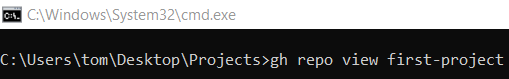 C:\Windows\System32\cmd.exe
C:\Users\tom\Desktop\Projects>gh repo view first-project